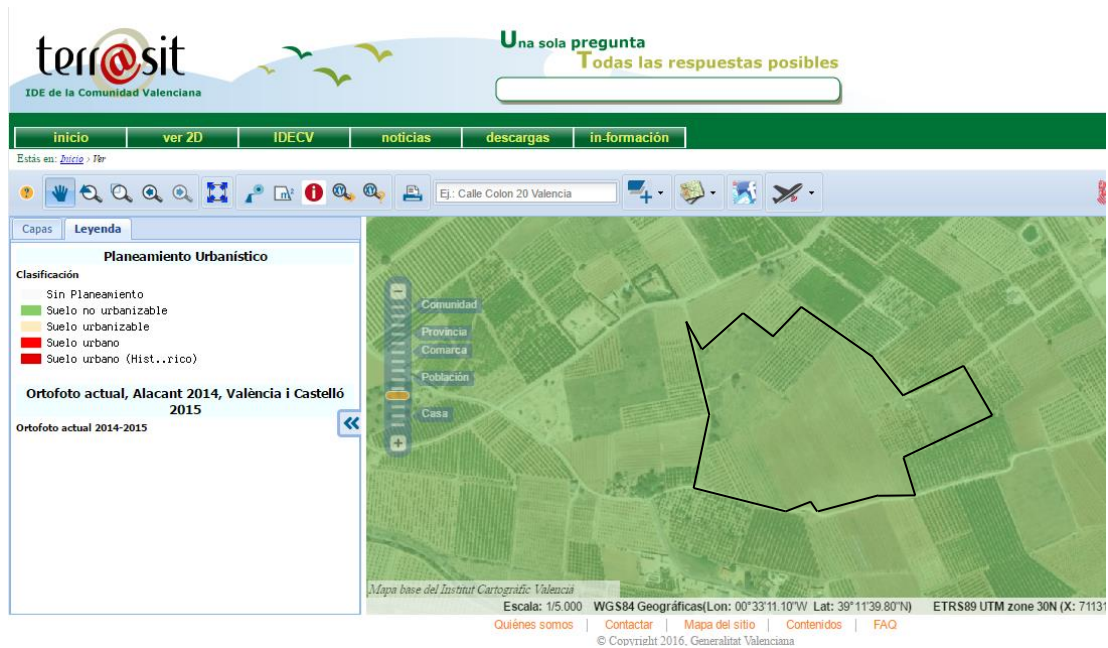 terr@sit
IDE de la Comunidad Valenciana
Una sola pregunta
Todas las respuestas posibles
inicio ver 2D IDECV noticias descargas in-formación
Estás en: Inicio > Ver
Ej.: Calle Colon 20 Valencia
Capas Leyenda
Planeamiento Urbanístico
Clasificación
Sin Planeamiento
Suelo no urbanizable
Suelo urbanizable
Suelo urbano
Suelo urbano (Hist..rico)
Ortofoto actual, Alacant 2014, València i Castelló
2015
Ortofoto actual 2014-2015
Comunidad
Provincia
Comarca
Población
Casa
Mapa base del Institut Cartogràfic Valencià
Escala: 1/5.000 WGS84 Geográficas(Lon: 00°33'11.10"W Lat: 39°11'39.80"N) ETRS89 UTM zone 30N (X: 71131
Quiénes somos | Contactar | Mapa del sitio | Contenidos | FAQ
© Copyright 2016, Generalitat Valenciana